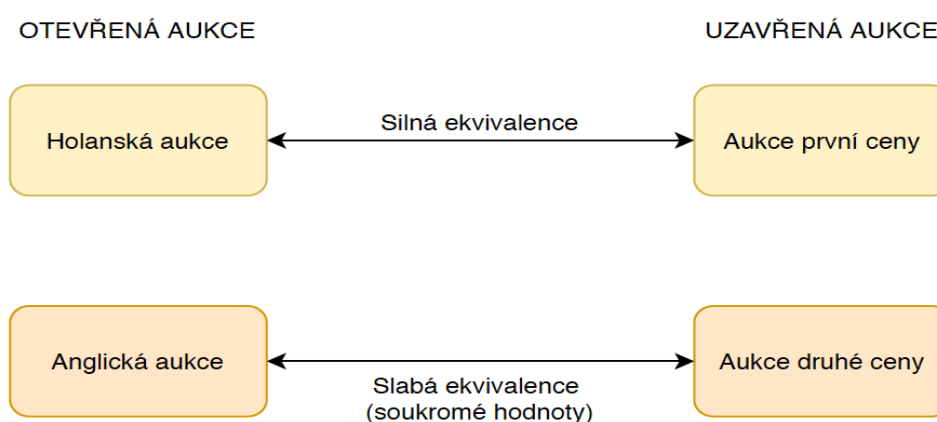 OTEVŘENÁ AUKCE
UZAVŘENÁ AUKCE
Holanská aukce
Silná ekvivalence
Aukce první ceny
Anglická aukce
Slabá ekvivalence
(soukromé hodnoty)
Aukce druhé ceny